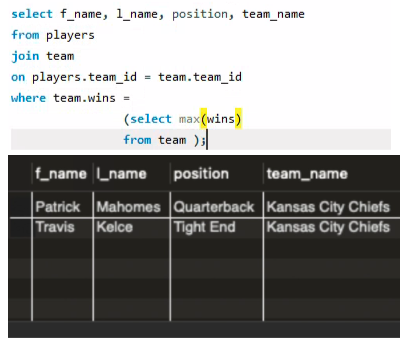 select f_name, l_name, position, team_name
from players
join team
on players.team_id = team.team_id
where team.wins =
(select max(wins)
from team );
f_name l_name position team_name
Patrick Mahomes Quarterback Kansas City Chiefs
Travis Kelce Tight End Kansas City Chiefs